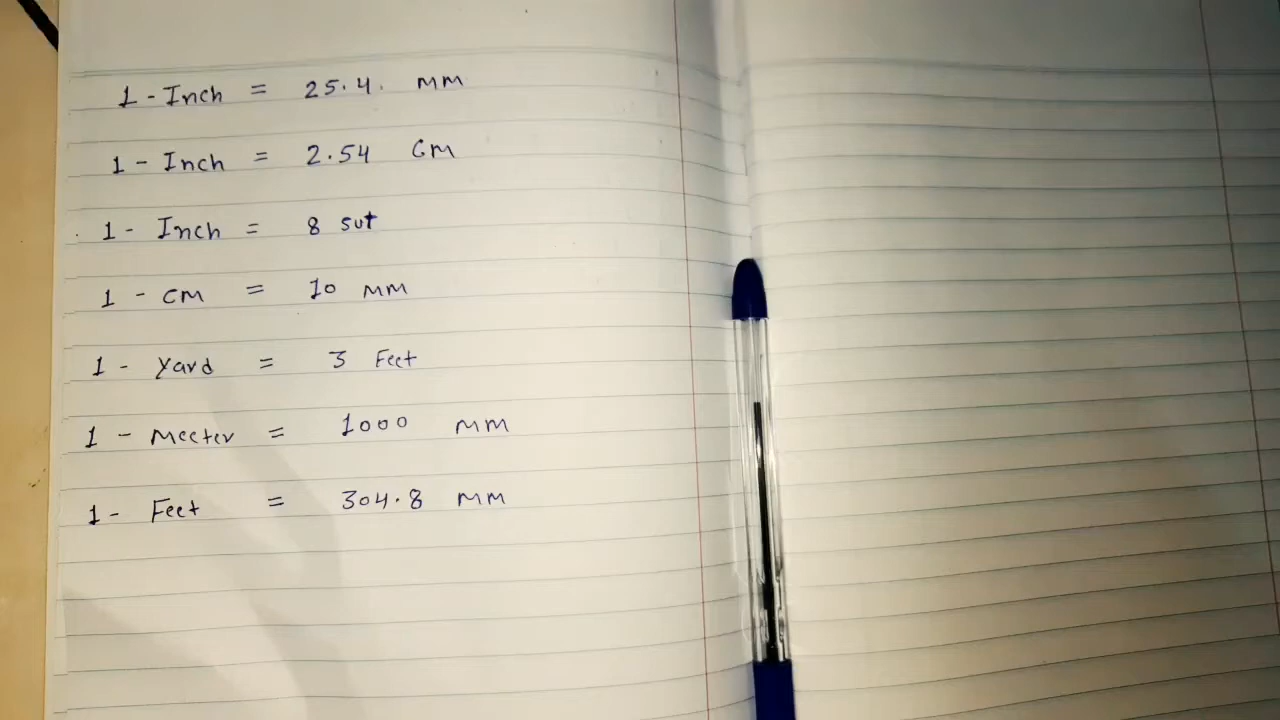 1 - Inch = 25.4. mm
1 - Inch = 2.54 Cm
1 - Inch = 8 sut
1 - cm = 10 mm
1 - Yard = 3 Feet
1 - Meeter = 1000 mm
1 - Feet = 304.8 mm